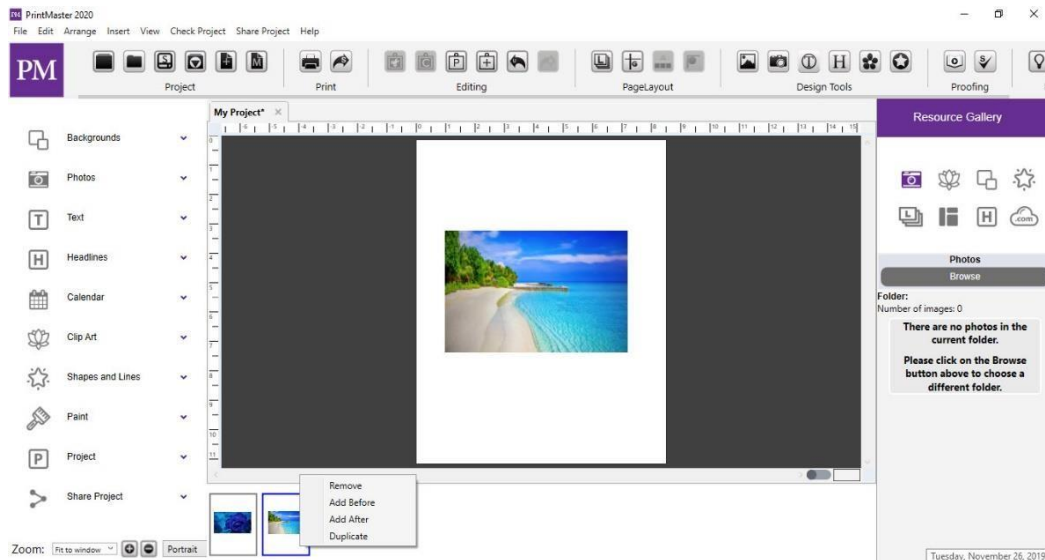 PM PrintMaster 2020
File Edit Arrange Insert View Check Project Share Project Help
PM
Project Print Editing PageLayout Design Tools Proofing
My Project*
Resource Gallery
Backgrounds
Photos
Text
Headlines
Calendar
Clip Art
Shapes and Lines
Paint
Project
Share Project
Photos
Browse
Folder:
Number of images: 0
There are no photos in the
current folder.
Please click on the Browse
button above to choose a
different folder.
Remove
Add Before
Add After
Duplicate
Zoom: Fit to window Portrait
Tuesday, November 26, 2019